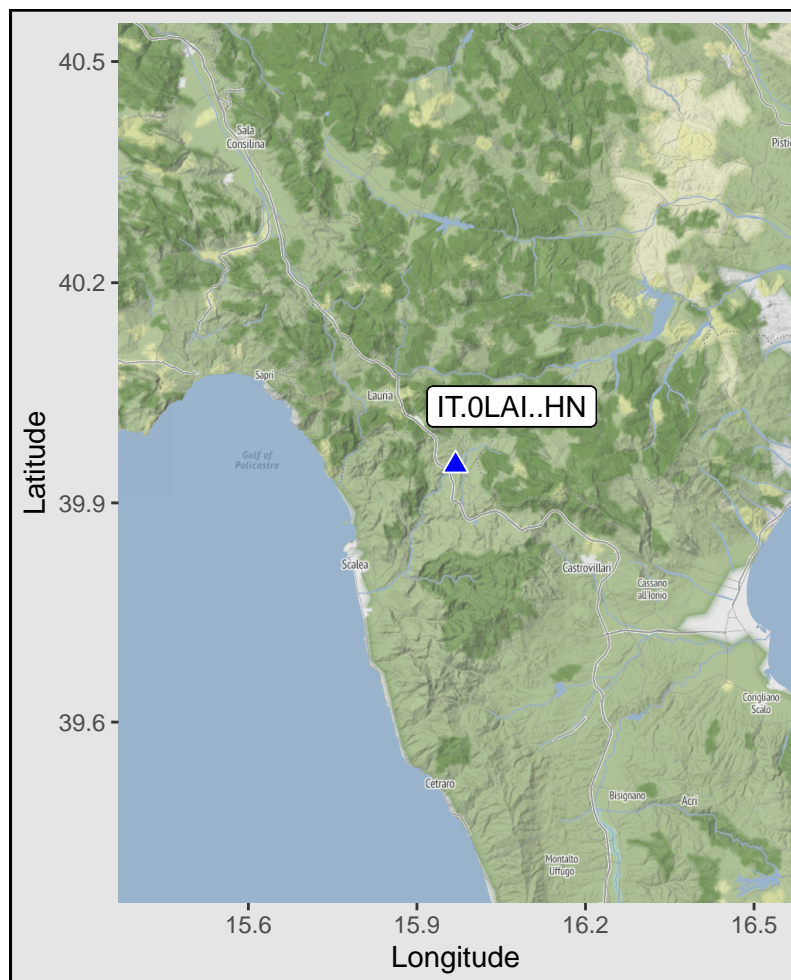 40.5
Sala
Consilina
Pistic
40.2
Sapri
Lauria
IT.0LAI..HN
Gulf of
Policastro
Latitude
39.9
Scalea
Castrovillari
Cassano
all'Ionio
Corigliano
Scalo
39.6
Cetraro
Bisignano
Acri
Montalto
Uffugo
15.6
15.9
16.2
16.5
Longitude